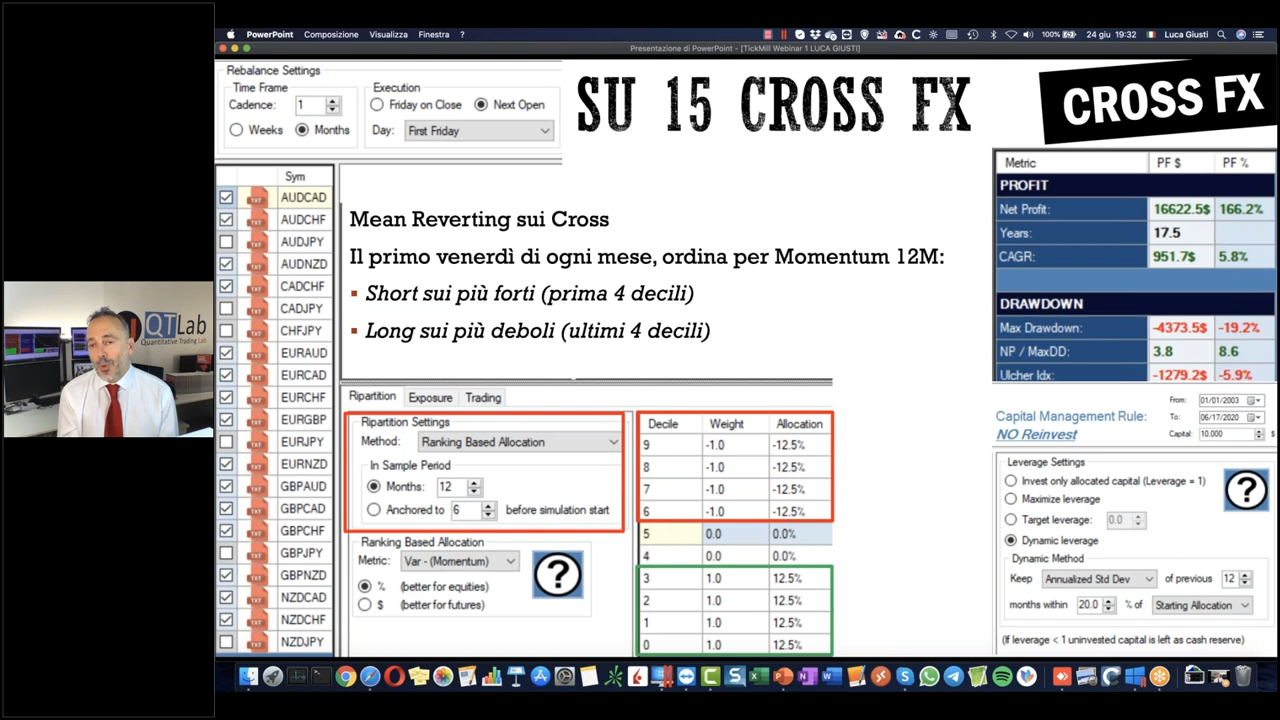 PowerPoint Composizione Visualizza Finestra ?
100% 24 giu 19:32 Luca Giusti
Presentazione di PowerPoint - [TickMill Webinar 1 LUCA GIUSTI]
Rebalance Settings
Time Frame
Cadence: 1
Weeks Months
Execution
Friday on Close Next Open
Day: First Friday
SU 15 CROSS FX
CROSS FX
Sym
AUDCAD
AUDCHF
AUDJPY
AUDNZD
CADCHF
CADJPY
CHFJPY
EURAUD
EURCAD
EURCHF
EURGBP
EURJPY
EURNZD
GBPAUD
GBPCAD
GBPCHF
GBPJPY
GBPNZD
NZDCAD
NZDCHF
NZDJPY
Mean Reverting sui Cross
Il primo venerdì di ogni mese, ordina per Momentum 12M:
▪ Short sui più forti (prima 4 decili)
▪ Long sui più deboli (ultimi 4 decili)
QTLab
Quantitative Trading Lab
Ripartition Exposure Trading
Ripartition Settings
Method: Ranking Based Allocation
In Sample Period
Months: 12
Anchored to 6 before simulation start
Ranking Based Allocation
Metric: Var - (Momentum)
% (better for equities)
$ (better for futures)
?
Decile Weight Allocation
9 -1.0 -12.5%
8 -1.0 -12.5%
7 -1.0 -12.5%
6 -1.0 -12.5%
5 0.0 0.0%
4 0.0 0.0%
3 1.0 12.5%
2 1.0 12.5%
1 1.0 12.5%
0 1.0 12.5%
Metric PF $ PF %
PROFIT
Net Profit: 16622.5$ 166.2%
Years: 17.5
CAGR: 951.7$ 5.8%
DRAWDOWN
Max Drawdown: -4373.5$ -19.2%
NP / MaxDD: 3.8 8.6
Ulcher Idx: -1279.2$ -5.9%
From: 01/01/2003
To: 06/17/2020
Capital: 10.000 $
Capital Management Rule:
NO Reinvest
Leverage Settings
Invest only allocated capital (Leverage = 1)
Maximize leverage
Target leverage: 0.0
Dynamic leverage
?
Dynamic Method
Keep Annualized Std Dev of previous 12
months within 20.0 % of Starting Allocation
(If leverage < 1 uninvested capital is left as cash reserve)